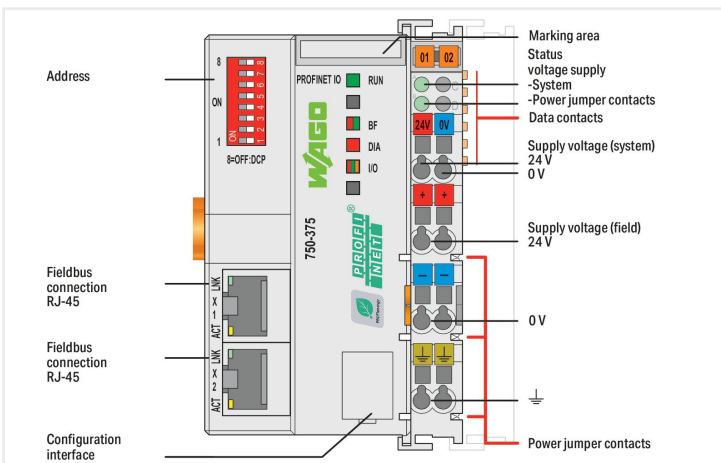 Marking area
Status
voltage supply
-System
-Power jumper contacts
Data contacts
Supply voltage (system)
24 V
0 V
Supply voltage (field)
24 V
0 V
Power jumper contacts
Address
Fieldbus
connection
RJ-45
Fieldbus
connection
RJ-45
Configuration
interface
8
ON
1
ON
1 2 3 4 5 6 7 8
8=OFF:DCP
PROFINET IO
RUN
BF
DIA
I/O
WAGO
750-375
PROFI
NET
®
LNK
X
1
ACT
LNK
X
2
ACT
01 02
24V 0V
+ +
— —